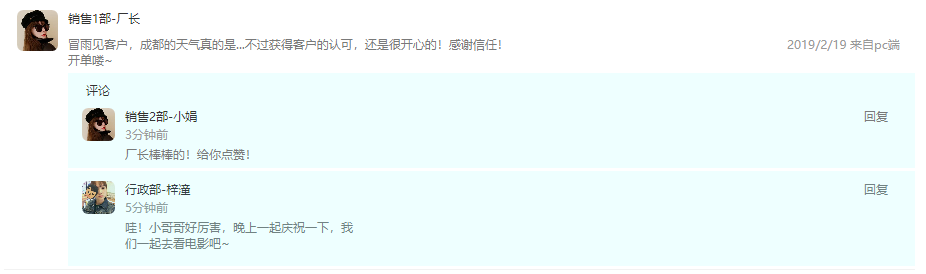 销售1部-厂长
冒雨见客户，成都的天气真的是...不过获得客户的认可，还是很开心的！感谢信任！
2019/2/19 来自pc端
开单喽~
评论
销售2部-小娟
回复
3分钟前
厂长棒棒的！给你点赞！
行政部-梓潼
回复
5分钟前
哇！小哥哥好厉害，晚上一起庆祝一下，我
们一起去看电影吧~